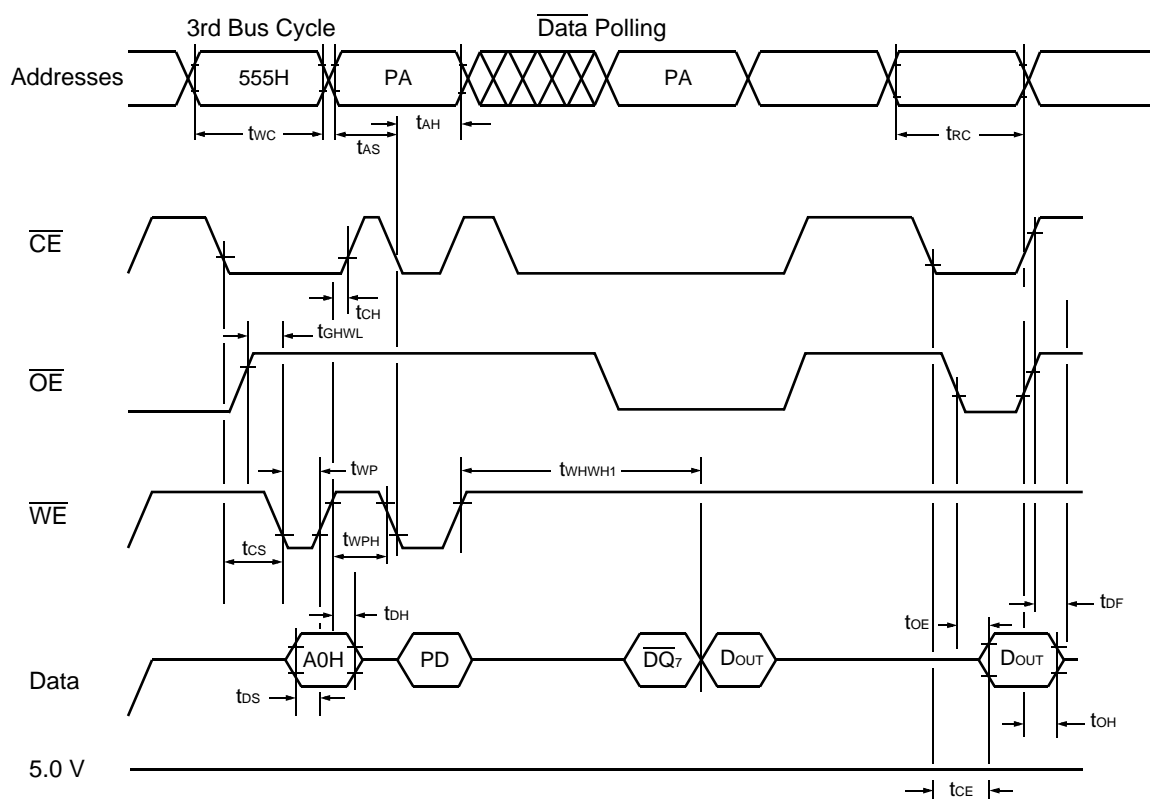 3rd Bus Cycle
Data Polling
Addresses
555H
PA
PA
tWC
tAS
tAH
tRC
CE
tCH
tGHWL
OE
tWP
tWHWH1
WE
tCS
tWPH
tDH
tOE
tDF
Data
A0H
PD
DQ7
DOUT
DOUT
tDS
tOH
5.0 V
tCE